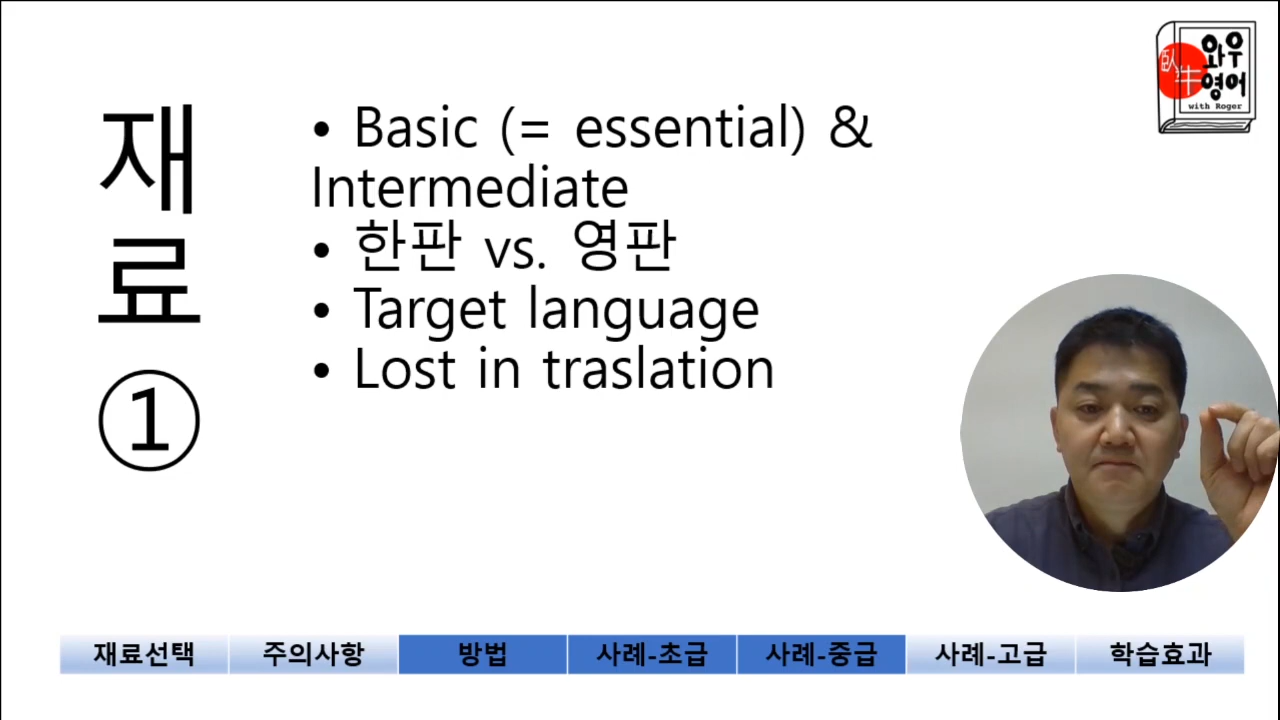 재
료
①
• Basic (= essential) &
Intermediate
• 한판 vs. 영판
• Target language
• Lost in traslation
臥牛
와우
영어
with Roger
재료선택 주의사항 방법 사례-초급 사례-중급 사례-고급 학습효과